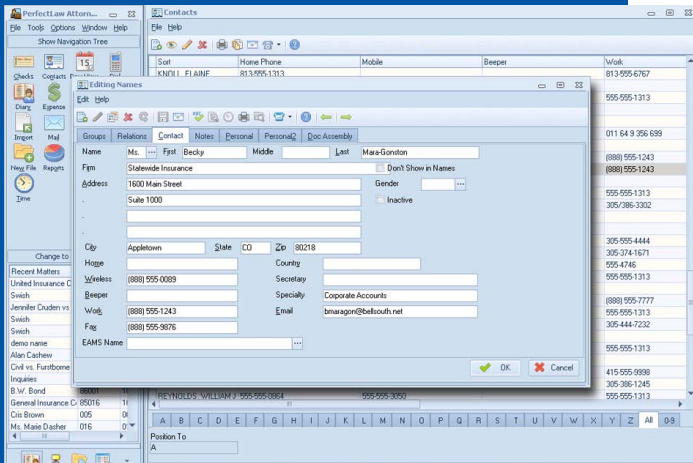 PerfectLaw Attorn...
File Tools Options Window Help
Show Navigation Tree
Checks Contacts
Diary Expense
Import Mail
New File Reports
Time
Change to
Recent Matters
United Insurance C
Swish
Jennifer Cruden vs
Swish
Swish
demo name
Alan Cashew
Civil vs. Furstborne
Inquiries
B.W. Bond 86001
General Insurance C 85016
Cris Brown 005
Ms. Marie Dasher 016
Contacts
File Help
Sort Home Phone Mobile Beeper Work
KNOLL, ELAINE 813-555-1313 813-555-6767
555-555-1313
011 64 9 356 699
(888) 555-1243
(888) 555-1243
555-555-1313
305/386-3302
305-555-4444
305-374-1671
555-4746
555-555-1313
(888) 555-7777
555-555-1313
305-444-7232
555-555-1313
415-555-9998
305-386-1245
REYNOLDS, WILLIAM J 555-555-0864 555-555-3050 555-555-1313
A B C D E F G H I J K L M N O P Q R S T U V W X Y Z All 0-9
Position To
A
Editing Names
Edit Help
Groups Relations Contact Notes Personal Personal2 Doc Assembly
Name Ms. ... First Becky Middle Last Mara-Gonston
Firm Statewide Insurance Don't Show in Names
Address 1600 Main Street Gender ...
. Suite 1000 Inactive
.
.
City Appletown State CO Zip 80218
Home Country
Wireless (888) 555-0089 Secretary
Beeper Specialty Corporate Accounts
Work (888) 555-1243 Email bmaragon@bellsouth.net
Fax (888) 555-9876
EAMS Name ...
OK Cancel